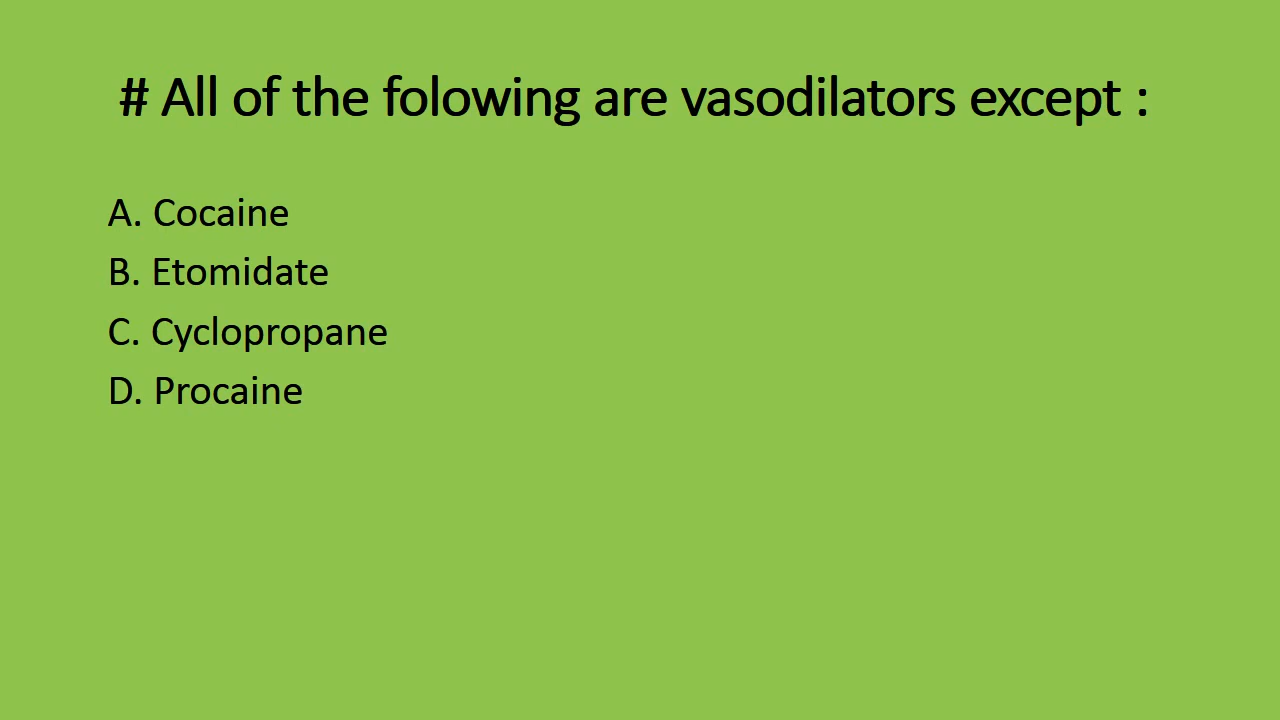 # All of the folowing are vasodilators except :
A. Cocaine
B. Etomidate
C. Cyclopropane
D. Procaine